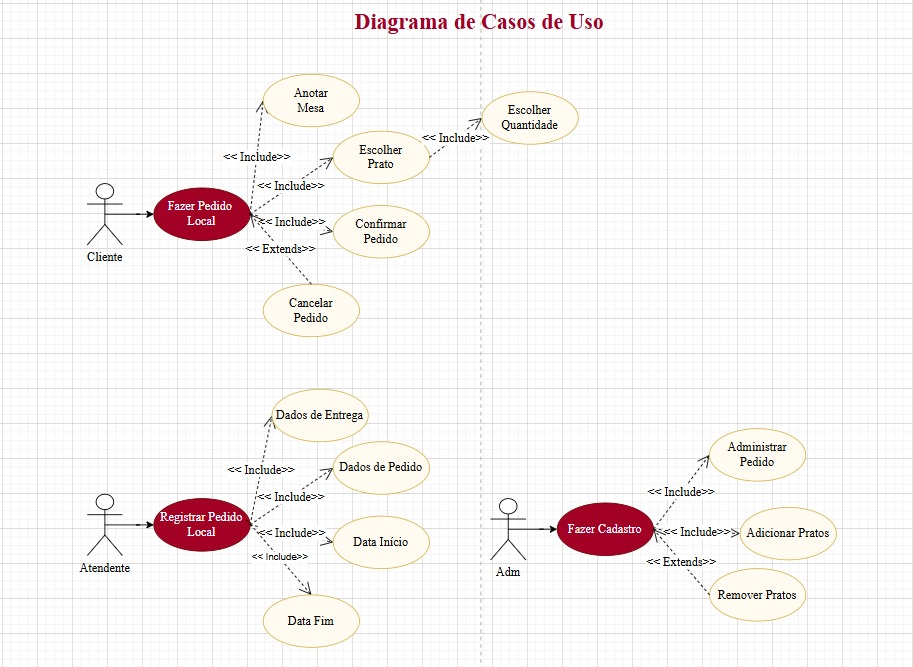 Diagrama de Casos de Uso
Anotar
Mesa
Escolher
Quantidade
<< Include>>
Escolher
Prato
<< Include>>
<< Include>>
Fazer Pedido
Local
<< Include>>
Confirmar
Pedido
<< Extends>>
Cliente
Cancelar
Pedido
Dados de Entrega
<< Include>>
Dados de Pedido
<< Include>>
Registrar Pedido
Local
<< Include>>
Data Início
<< Include>>
Atendente
Data Fim
Administrar
Pedido
<< Include>>
Fazer Cadastro
<< Include>>
Adicionar Pratos
<< Extends>>
Adm
Remover Pratos